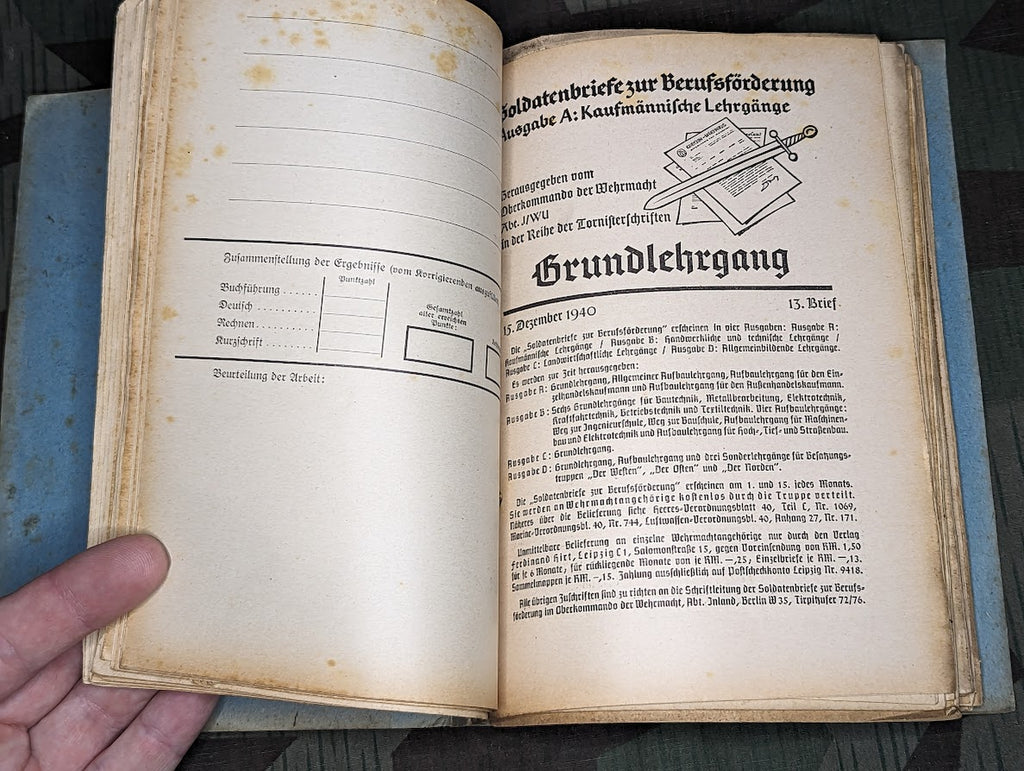 Zusammenstellung der Ergebnisse (vom Korrigierenden
Punktzahl
Buchführung . . . . . .
Deutsch . . . . . . . .
Rechnen . . . . . . . .
Kurzschrift . . . . . .
Gesamtzahl
aller erreichten
Punkte:
Beurteilung der Arbeit:
Soldatenbriefe zur Berufsförderung
Ausgabe A: Kaufmännische Lehrgänge
Herausgegeben vom
Oberkommando der Wehrmacht
Abt. J/WU
in der Reihe der Tornisterschriften
Grundlehrgang
15. Dezember 1940
13. Brief
Die „Soldatenbriefe zur Berufsförderung" erscheinen in vier Ausgaben: Ausgabe A:
Kaufmännische Lehrgänge / Ausgabe B: Handwerkliche und technische Lehrgänge /
Ausgabe C: Landwirtschaftliche Lehrgänge / Ausgabe D: Allgemeinbildende Lehrgänge.
Es werden zur Zeit herausgegeben:
Ausgabe A: Grundlehrgang, Allgemeiner Aufbaulehrgang, Aufbaulehrgang für den Ein-
zelhandelskaufmann und Aufbaulehrgang für den Außenhandelskaufmann.
Ausgabe B: Sechs Grundlehrgänge für Bautechnik, Metallbearbeitung, Elektrotechnik,
Kraftfahrtechnik, Betriebstechnik und Textiltechnik. Vier Aufbaulehrgänge:
Weg zur Ingenieurschule, Weg zur Bauschule, Aufbaulehrgang für Maschinen-
bau und Elektrotechnik und Aufbaulehrgang für Hoch-, Tief- und Straßenbau.
Ausgabe C: Grundlehrgang.
Ausgabe D: Grundlehrgang, Aufbaulehrgang und drei Sonderlehrgänge für Besatzungs-
truppen „Der Westen", „Der Osten" und „Der Norden".
Die „Soldatenbriefe zur Berufsförderung" erscheinen am 1. und 15. jedes Monats.
Sie werden an Wehrmachtangehörige kostenlos durch die Truppe verteilt.
Näheres über die Belieferung siehe Heeres-Verordnungsblatt 40, Teil C, Nr. 1069,
Marine-Verordnungsbl. 40, Nr. 744, Luftwaffen-Verordnungsbl. 40, Anhang 27, Nr. 171.
Unmittelbare Belieferung an einzelne Wehrmachtangehörige nur durch den Verlag
Ferdinand Hirt, Leipzig C 1, Salomonstraße 15, gegen Voreinsendung von RM. 1,50
für je 6 Monate, für rückliegende Monate von je RM. –,25; Einzelbriefe je RM. –,13.
Sammelmappen je RM. –,15. Zahlung ausschließlich auf Postscheckkonto Leipzig Nr. 9418.
Alle übrigen Zuschriften sind zu richten an die Schriftleitung der Soldatenbriefe zur Berufs-
förderung im Oberkommando der Wehrmacht, Abt. Inland, Berlin W 35, Tirpitzufer 72/76.